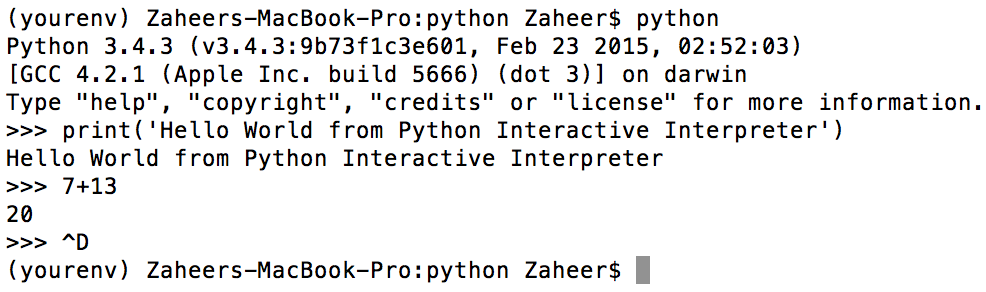 (yourenv) Zaheers-MacBook-Pro:python Zaheer$ python
Python 3.4.3 (v3.4.3:9b73f1c3e601, Feb 23 2015, 02:52:03)
[GCC 4.2.1 (Apple Inc. build 5666) (dot 3)] on darwin
Type "help", "copyright", "credits" or "license" for more information.
>>> print('Hello World from Python Interactive Interpreter')
Hello World from Python Interactive Interpreter
>>> 7+13
20
>>> ^D
(yourenv) Zaheers-MacBook-Pro:python Zaheer$